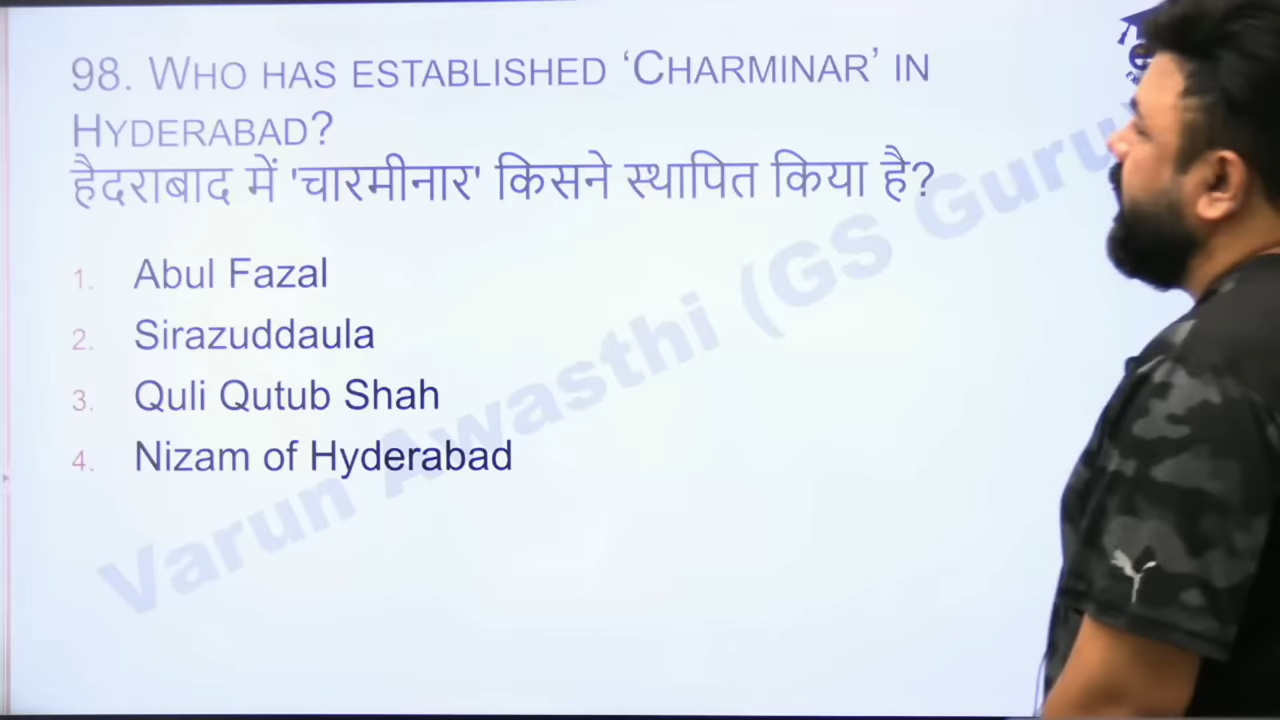 98. WHO HAS ESTABLISHED ‘CHARMINAR’ IN
HYDERABAD?
हैदराबाद में 'चारमीनार' किसने स्थापित किया है?
1. Abul Fazal
2. Sirazuddaula
3. Quli Qutub Shah
4. Nizam of Hyderabad
Varun Awasthi (GS Guru)